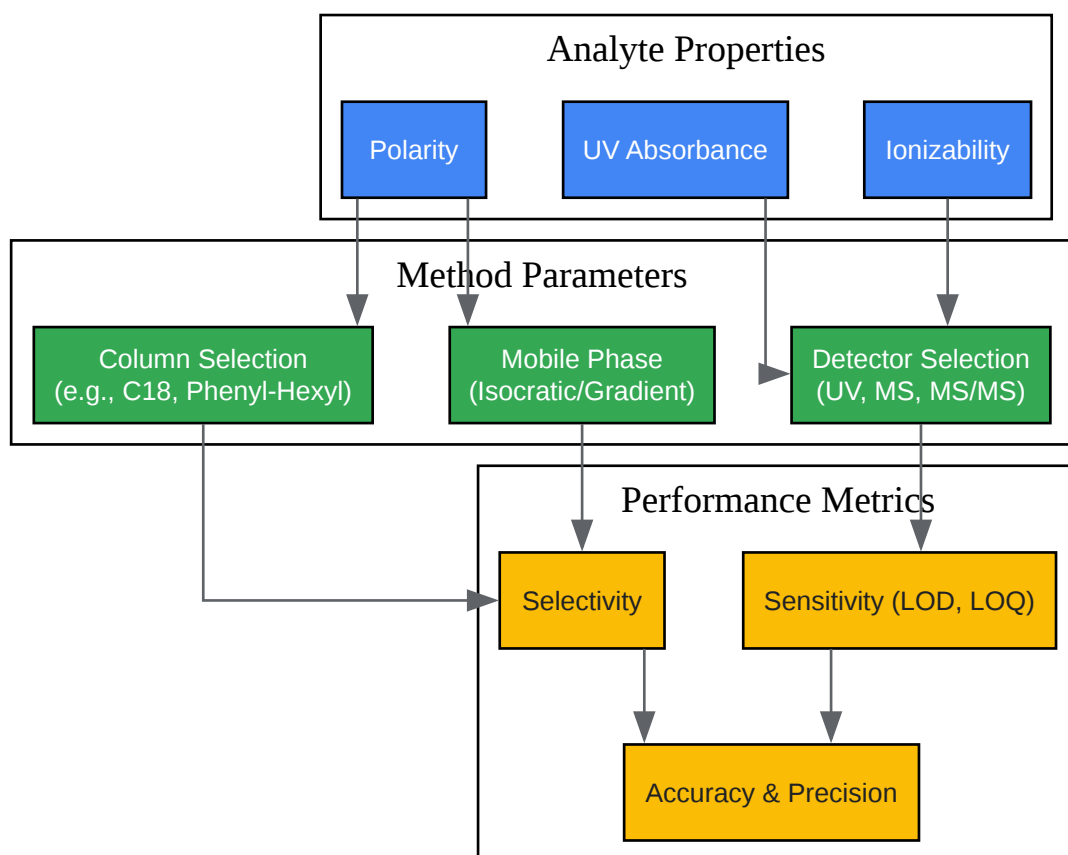 Analyte Properties
Polarity
UV Absorbance
Ionizability
Method Parameters
Column Selection
(e.g., C18, Phenyl-Hexyl)
Mobile Phase
(Isocratic/Gradient)
Detector Selection
(UV, MS, MS/MS)
Performance Metrics
Selectivity
Sensitivity (LOD, LOQ)
Accuracy & Precision